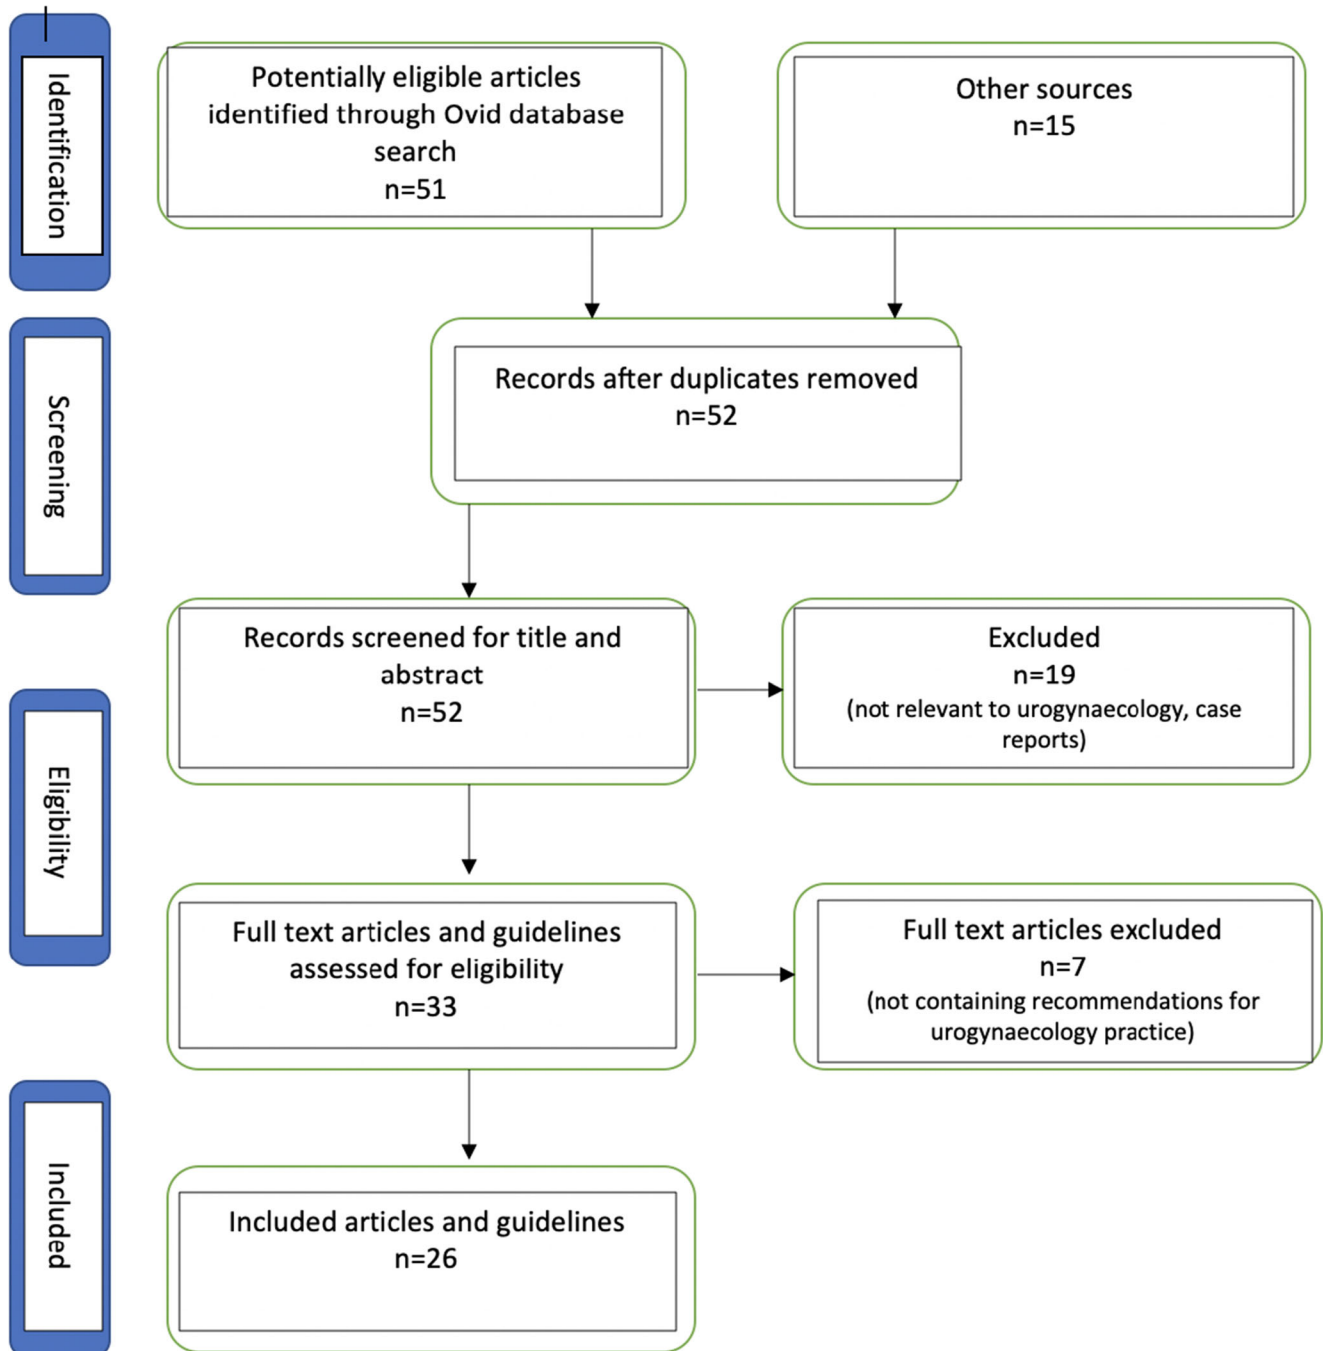 Identification
Potentially eligible articles
identified through Ovid database
search
n=51
Other sources
n=15
Screening
Records after duplicates removed
n=52
Records screened for title and
abstract
n=52
Excluded
n=19
(not relevant to urogynaecology, case
reports)
Eligibility
Full text articles and guidelines
assessed for eligibility
n=33
Full text articles excluded
n=7
(not containing recommendations for
urogynaecology practice)
Included
Included articles and guidelines
n=26